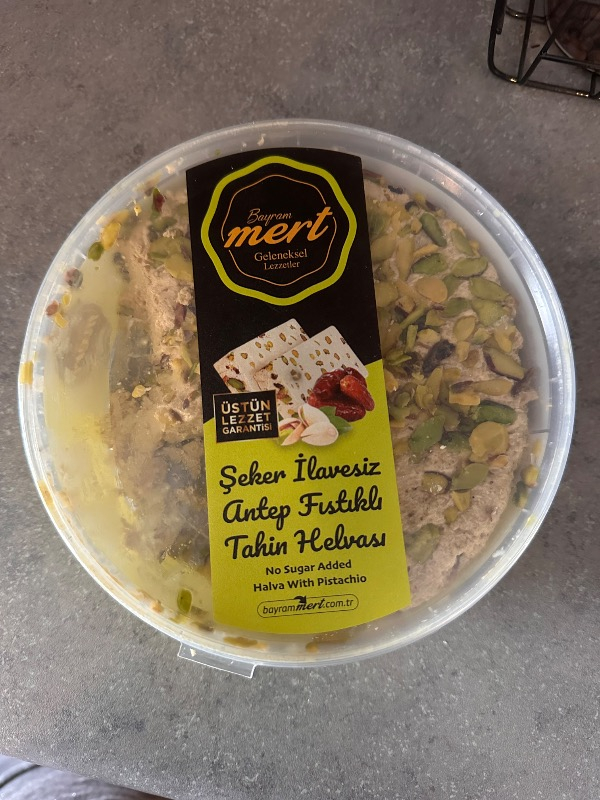 Bayram
mert
Geleneksel
Lezzetler
ÜSTÜN
LEZZET
GARANTİSİ
Şeker İlavesiz
Antep Fıstıklı
Tahin Helvası
No Sugar Added
Halva With Pistachio
bayrammert.com.tr